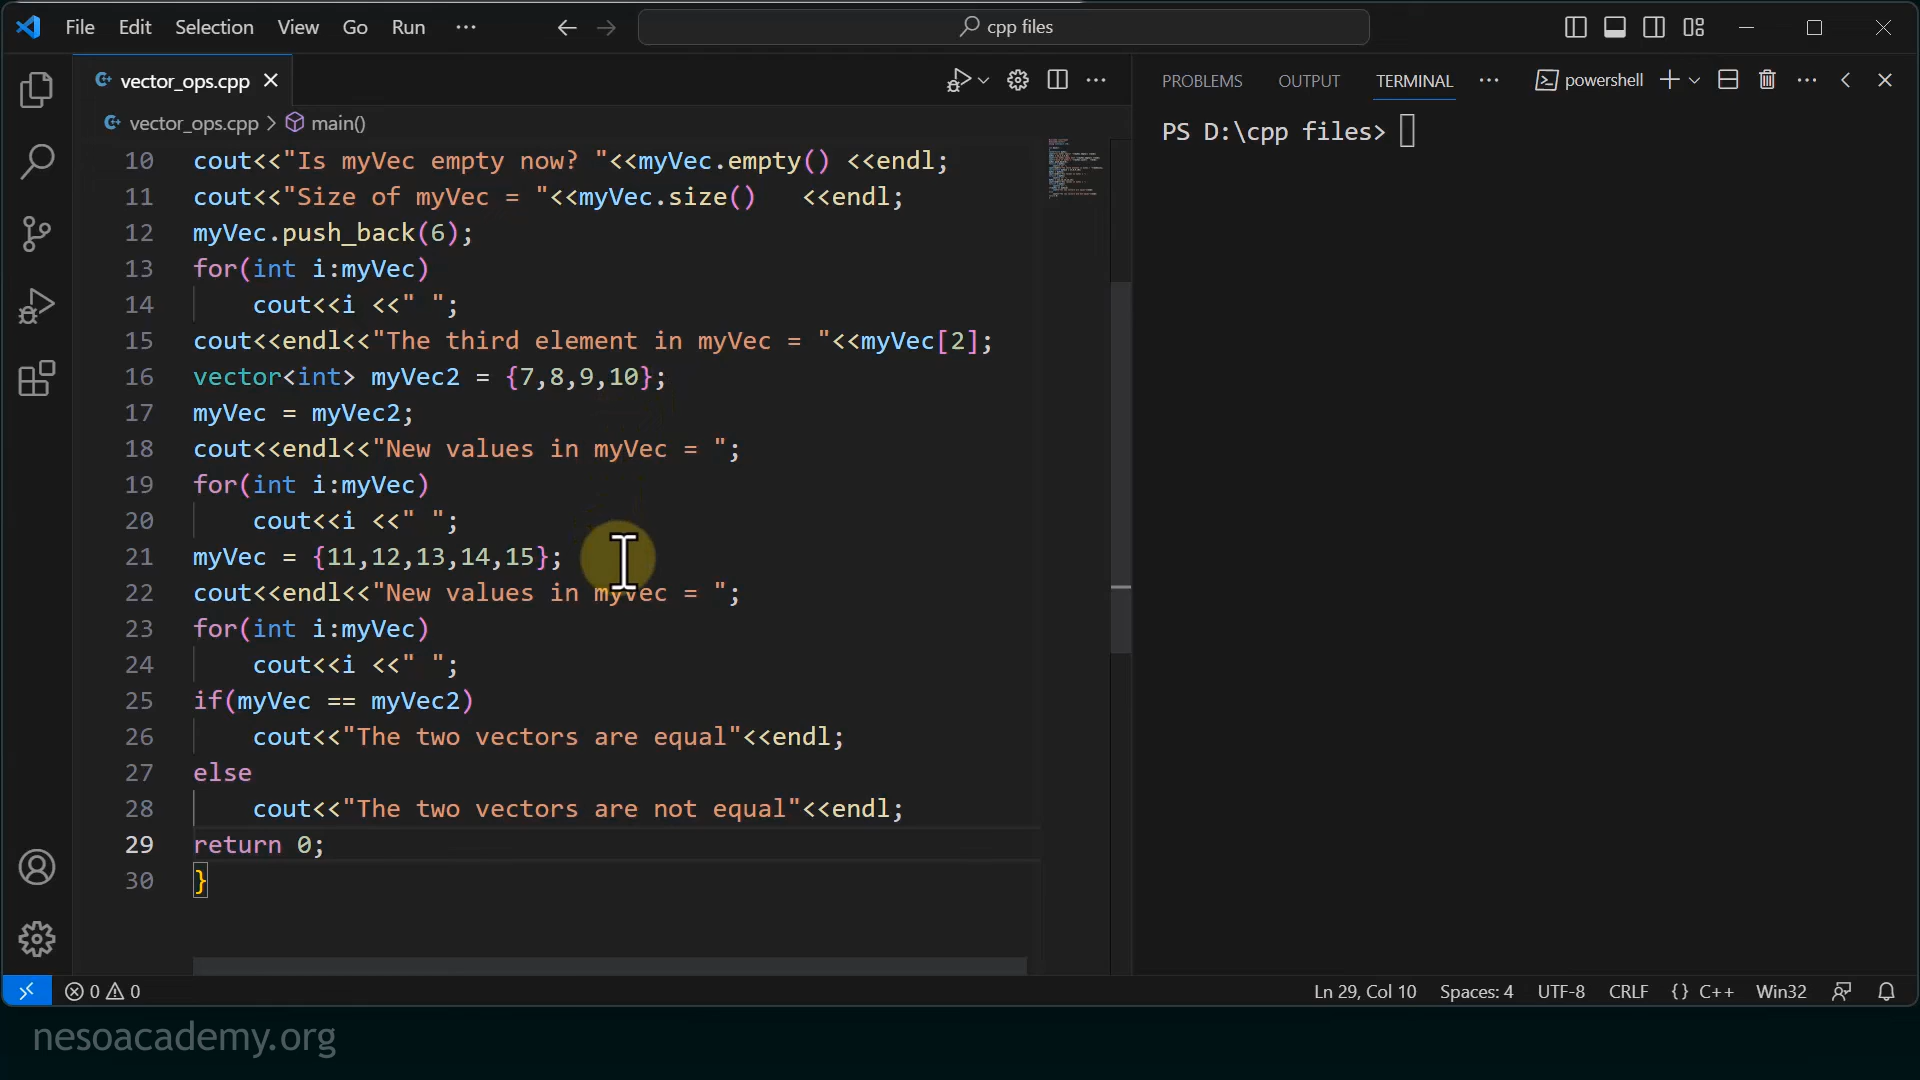 File Edit Selection View Go Run ··· cpp files
vector_ops.cpp
vector_ops.cpp > main()
10 cout<<"Is myVec empty now? "<<myVec.empty() <<endl;
11 cout<<"Size of myVec = "<<myVec.size()   <<endl;
12 myVec.push_back(6);
13 for(int i:myVec)
14     cout<<i <<" ";
15 cout<<endl<<"The third element in myVec = "<<myVec[2];
16 vector<int> myVec2 = {7,8,9,10};
17 myVec = myVec2;
18 cout<<endl<<"New values in myVec = ";
19 for(int i:myVec)
20     cout<<i <<" ";
21 myVec = {11,12,13,14,15};
22 cout<<endl<<"New values in myVec = ";
23 for(int i:myVec)
24     cout<<i <<" ";
25 if(myVec == myVec2)
26     cout<<"The two vectors are equal"<<endl;
27 else
28     cout<<"The two vectors are not equal"<<endl;
29 return 0;
30 }
PROBLEMS OUTPUT TERMINAL ··· powershell
PS D:\cpp files>
0 0 Ln 29, Col 10 Spaces: 4 UTF-8 CRLF {} C++ Win32
nesoacademy.org